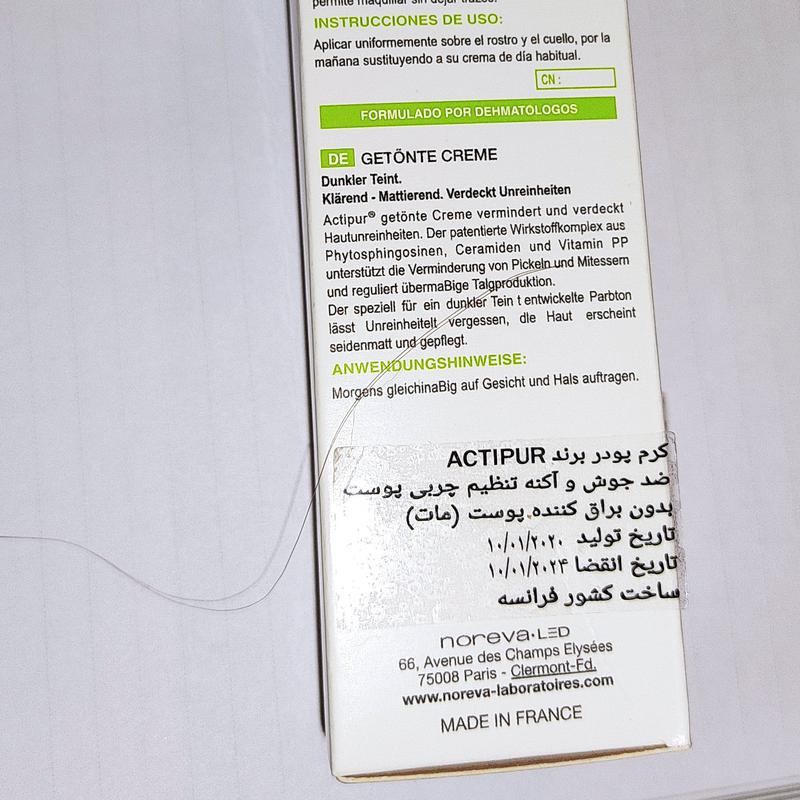 permite maquillar sin dejar trazos.
INSTRUCCIONES DE USO:
Aplicar uniformemente sobre el rostro y el cuello, por la
mañana sustituyendo a su crema de día habitual.
CN :
FORMULADO POR DEHMATÓLOGOS
DE GETÖNTE CREME
Dunkler Teint.
Klärend - Mattierend. Verdeckt Unreinheiten
Actipur® getönte Creme vermindert und verdeckt
Hautunreinheiten. Der patentierte Wirkstoffkomplex aus
Phytosphingosinen, Ceramiden und Vitamin PP
unterstützt die Verminderung von Pickeln und Mitessern
und reguliert übermaBige Talgproduktion.
Der speziell für ein dunkler Tein t entwickelte Parbton
lässt Unreinheitelt vergessen, die Haut erscheint
seidenmatt und gepflegt.
ANWENDUNGSHINWEISE:
Morgens gleichinaBig auf Gesicht und Hals auftragen.
کرم پودر برند ACTIPUR
ضد جوش و آکنه تنظیم چربی پوست
بدون براق کننده پوست (مات)
تاریخ تولید ۱۰/۰۱/۲۰۲۰
تاریخ انقضا ۱۰/۰۱/۲۰۲۴
ساخت کشور فرانسه
noreva·LED
66, Avenue des Champs Elysées
75008 Paris - Clermont-Fd.
www.noreva-laboratoires.com
MADE IN FRANCE